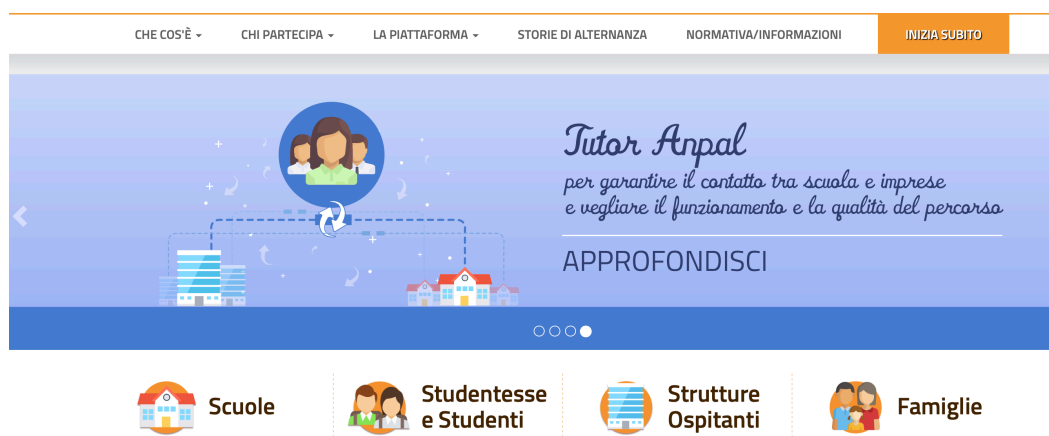 CHE COS'È
CHI PARTECIPA
LA PIATTAFORMA
STORIE DI ALTERNANZA
NORMATIVA/INFORMAZIONI
INIZIA SUBITO
Tutor Anpal
per garantire il contatto tra scuola e imprese
e vegliare il funzionamento e la qualità del percorso
APPROFONDISCI
Scuole
Studentesse
e Studenti
Strutture
Ospitanti
Famiglie